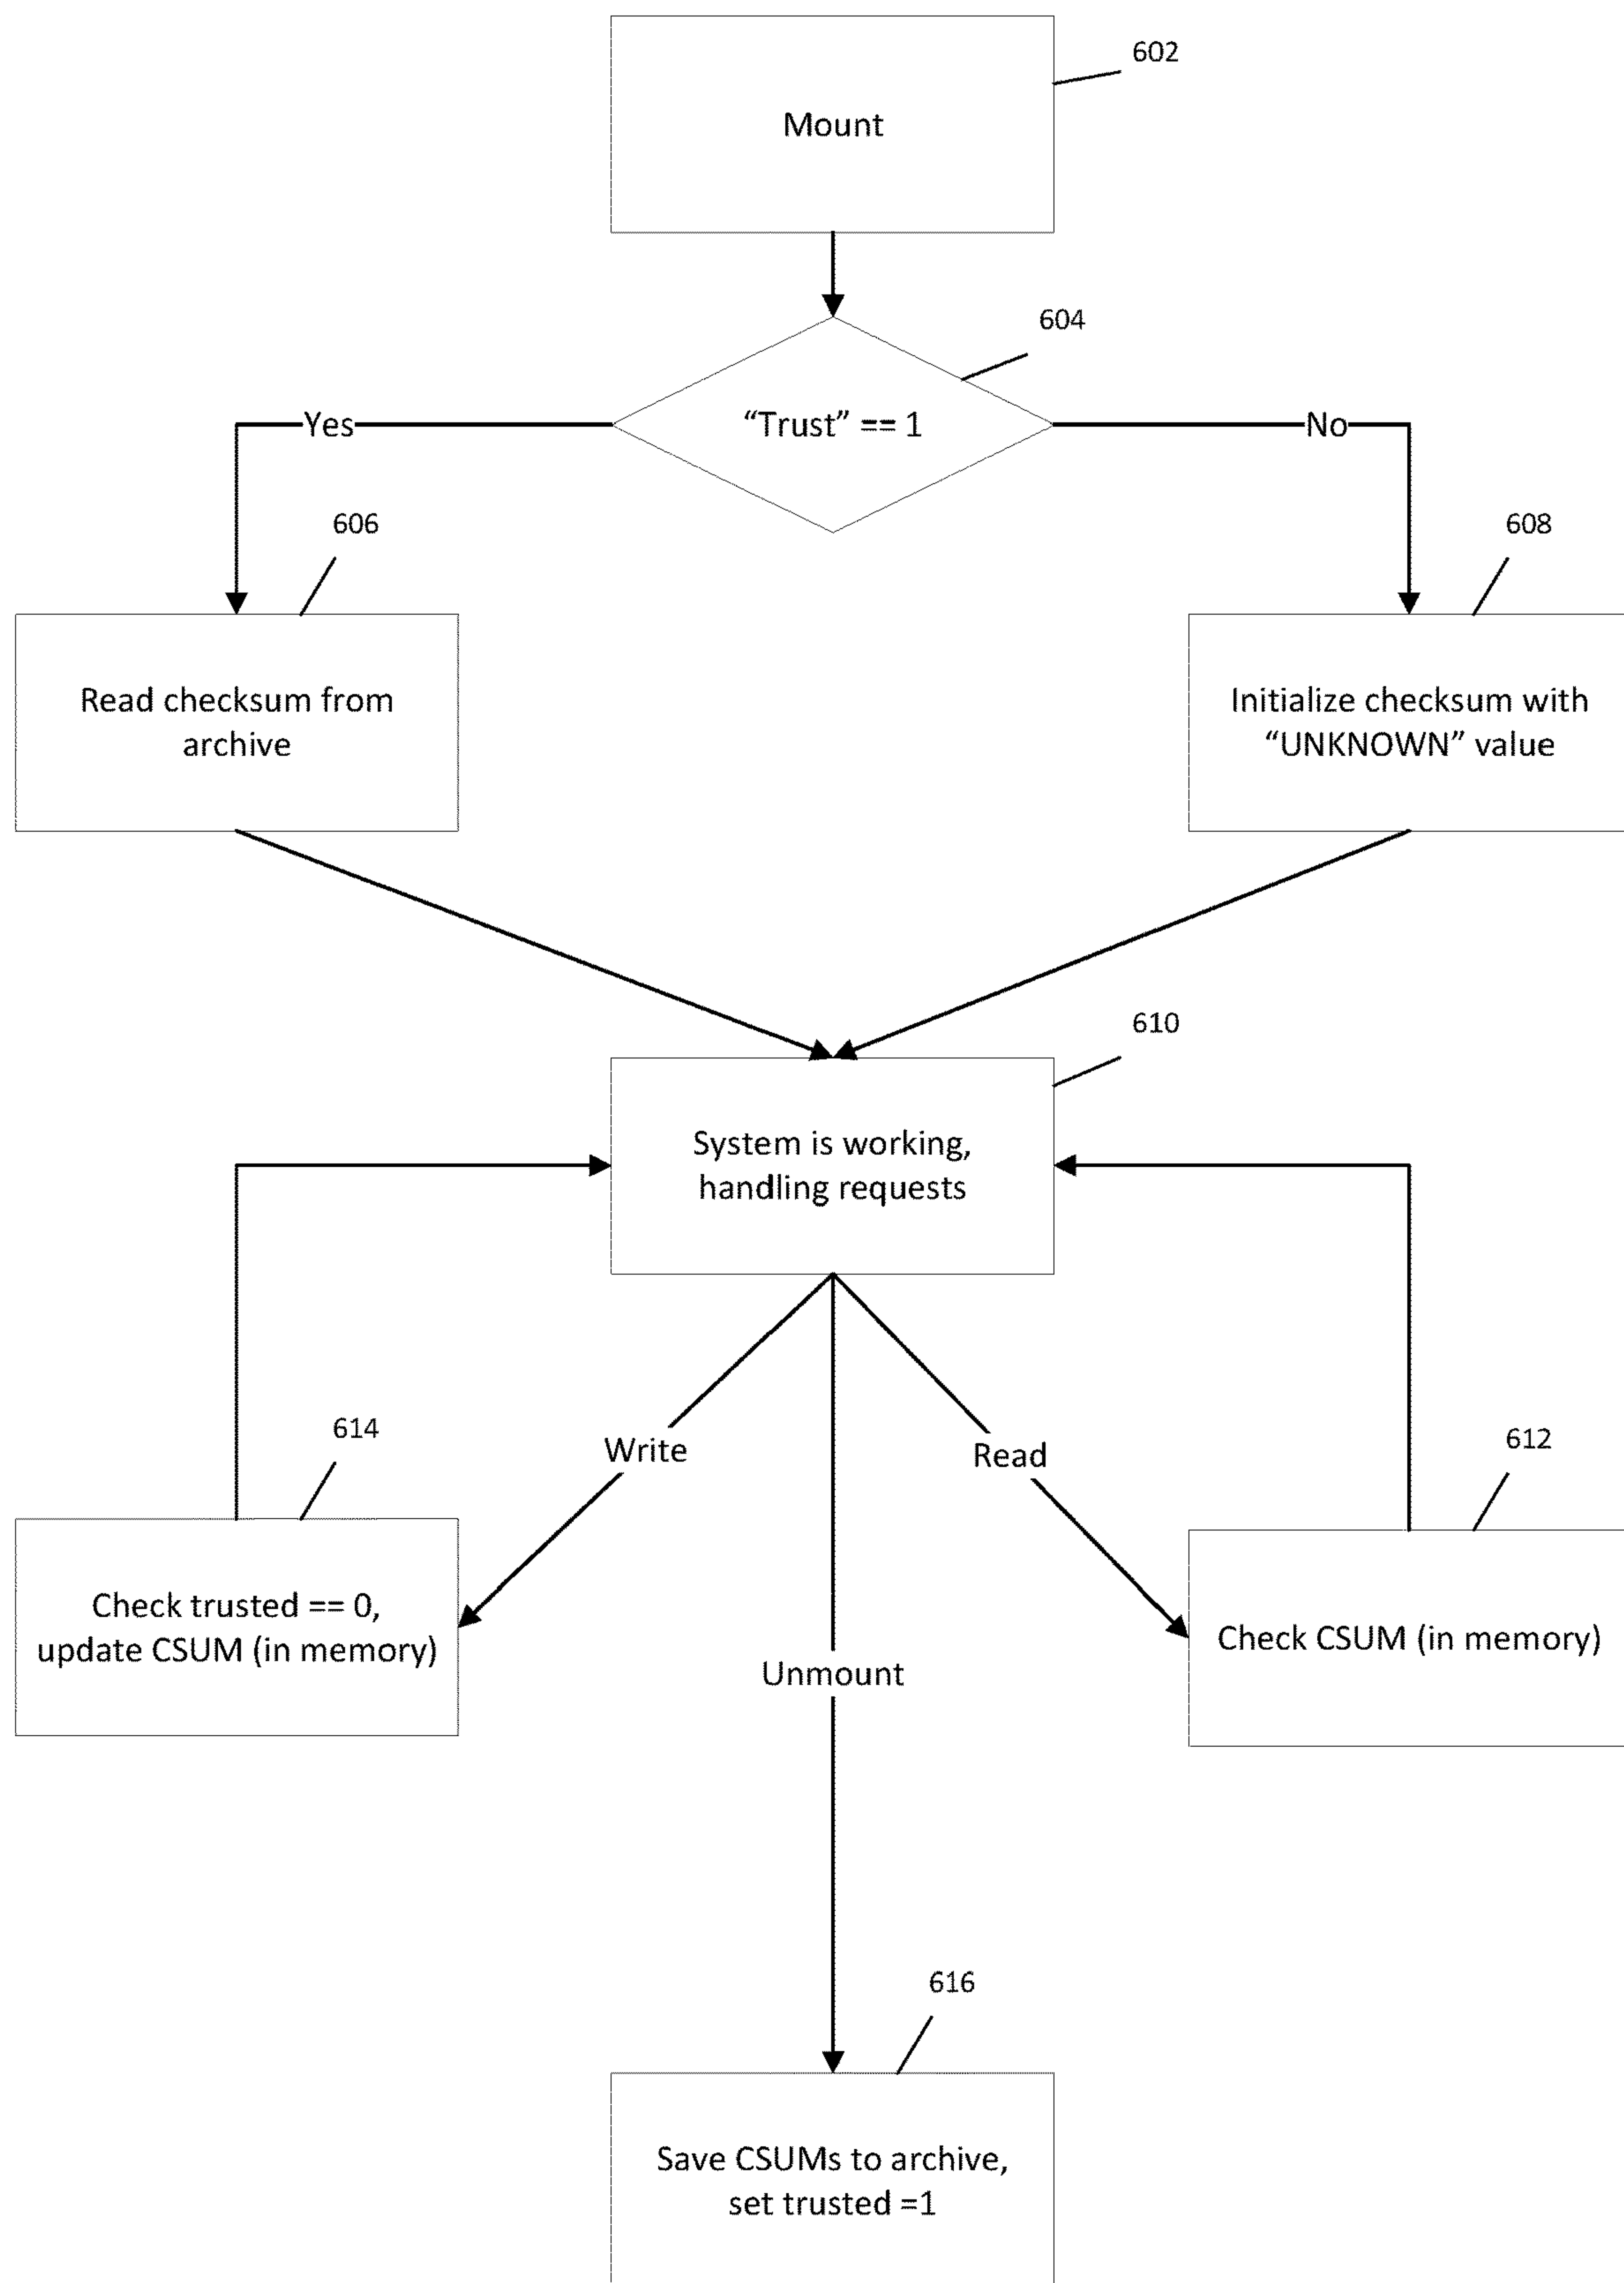 602
Mount
604
“Trust” == 1
Yes
No
606
608
Read checksum from
archive
Initialize checksum with
“UNKNOWN” value
610
System is working,
handling requests
614
Write
Read
612
Check trusted == 0,
update CSUM (in memory)
Unmount
Check CSUM (in memory)
616
Save CSUMs to archive,
set trusted =1